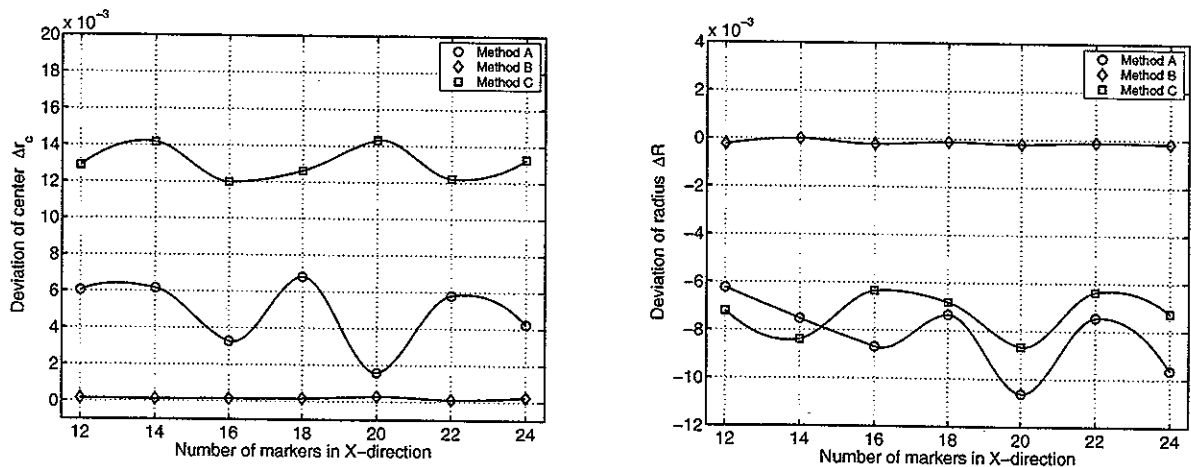 × 10⁻³
20
18
16
14
12
10
8
6
4
2
0
Deviation of center Δr_c
Method A
Method B
Method C
12 14 16 18 20 22 24
Number of markers in X−direction
× 10⁻³
4
2
0
−2
−4
−6
−8
−10
−12
Deviation of radius ΔR
Method A
Method B
Method C
12 14 16 18 20 22 24
Number of markers in X−direction